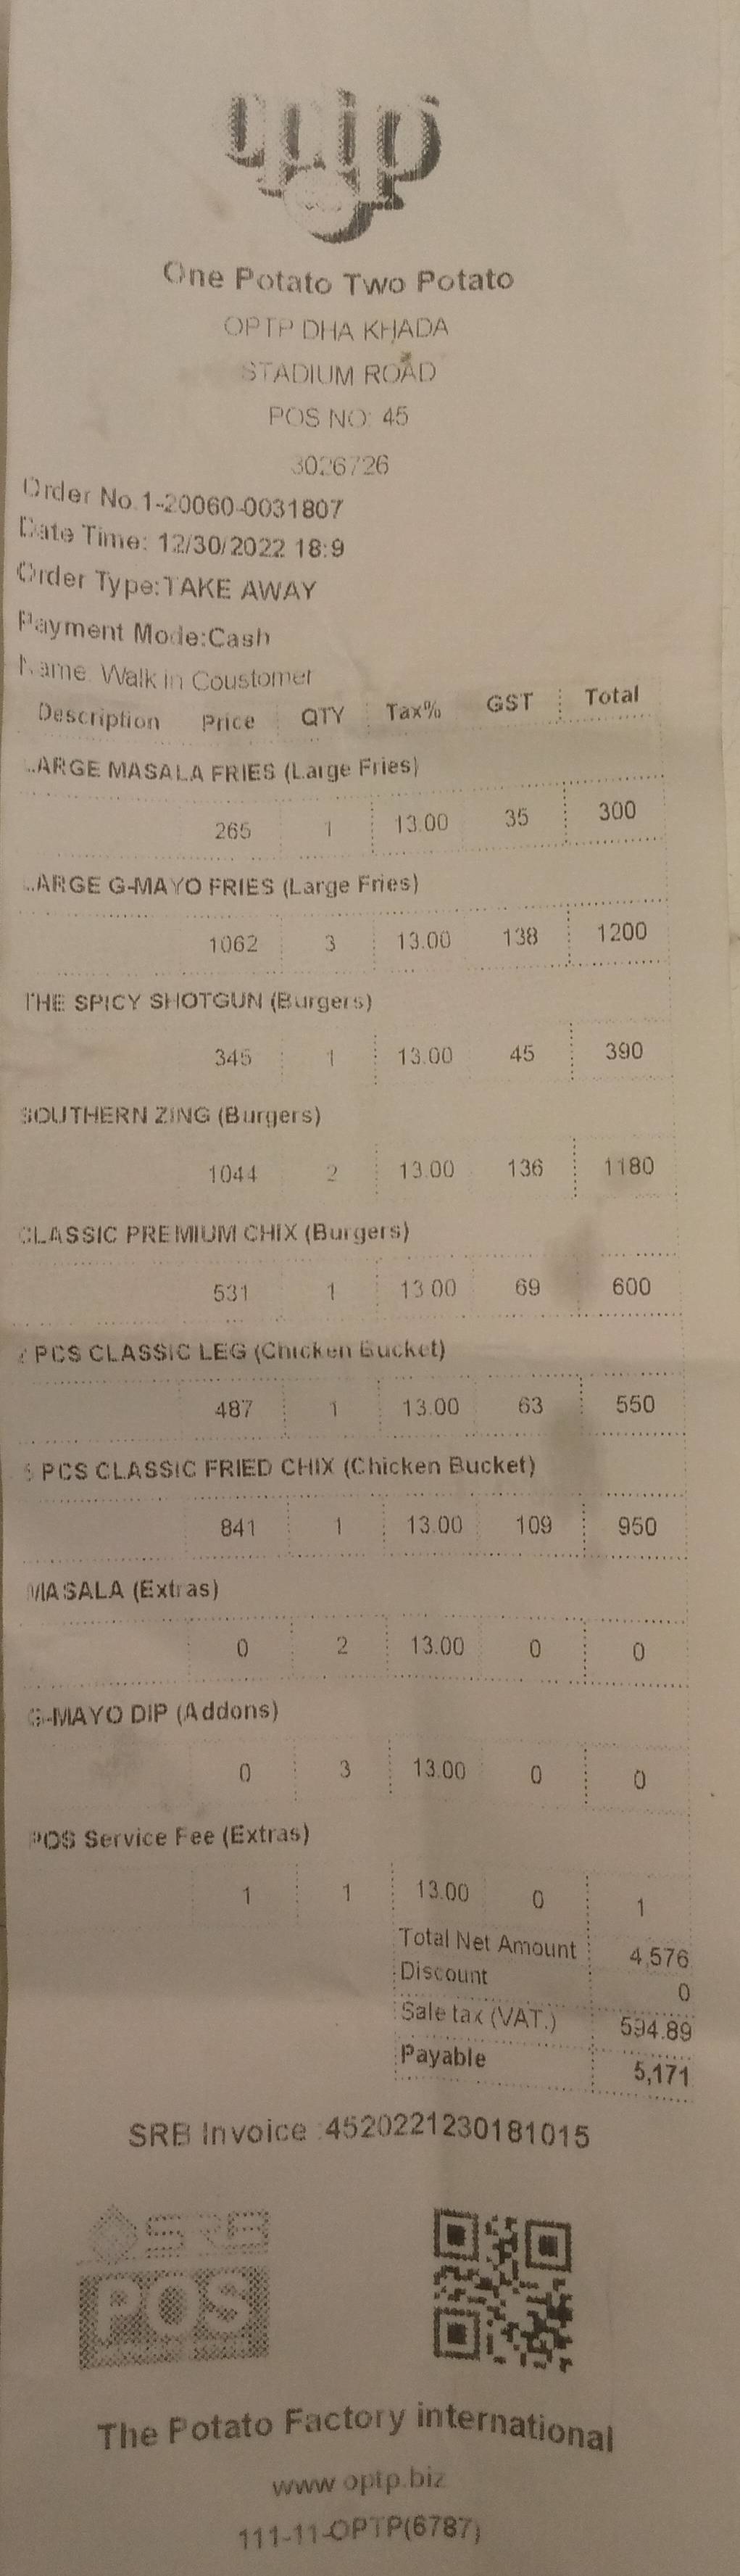 optp
One Potato Two Potato
OPTP DHA KHADA
STADIUM ROAD
POS NO: 45
3026726
Order No.1-20060-0031807
Date Time: 12/30/2022 18:9
Order Type:TAKE AWAY
Payment Mode:Cash
Name: Walk in Coustomer
Description Price QTY Tax% GST Total
LARGE MASALA FRIES (Large Fries)
265 1 13.00 35 300
LARGE G-MAYO FRIES (Large Fries)
1062 3 13.00 138 1200
THE SPICY SHOTGUN (Burgers)
345 1 13.00 45 390
SOUTHERN ZING (Burgers)
1044 2 13.00 136 1180
CLASSIC PREMIUM CHIX (Burgers)
531 1 13.00 69 600
2 PCS CLASSIC LEG (Chicken Bucket)
487 1 13.00 63 550
PCS CLASSIC FRIED CHIX (Chicken Bucket)
841 1 13.00 109 950
MASALA (Extras)
0 2 13.00 0 0
G-MAYO DIP (Addons)
0 3 13.00 0 0
POS Service Fee (Extras)
1 1 13.00 0 1
Total Net Amount 4,576
Discount 0
Sale tax (VAT.) 594.89
Payable 5,171
SRB Invoice :4520221230181015
SRB
POS
The Potato Factory international
www.optp.biz
111-11-OPTP(6787)